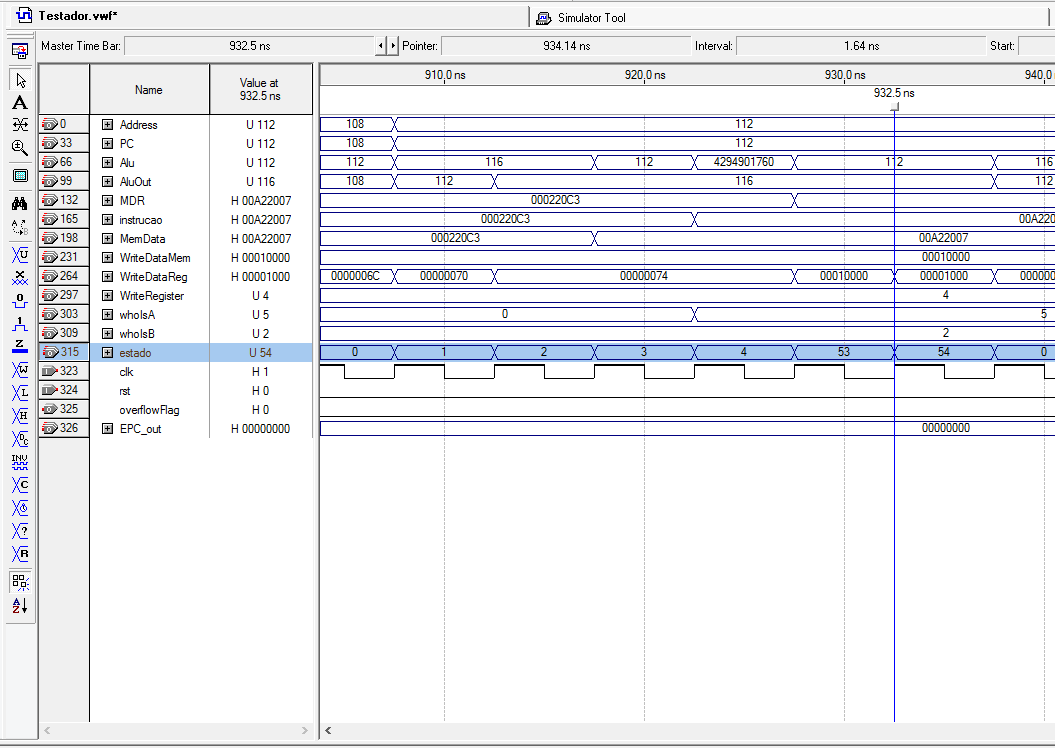 Testador.vwf*
Simulator Tool
Master Time Bar: 932.5 ns Pointer: 934.14 ns Interval: 1.64 ns Start:
Name Value at 932.5 ns 910,0 ns 920,0 ns 930,0 ns 940,0
932.5 ns
0 Address U 112 108 112
33 PC U 112 108 112
66 Alu U 112 112 116 112 4294901760 112 116
99 AluOut U 116 108 112 116 112
132 MDR H 00A22007 000220C3
165 instrucao H 00A22007 000220C3 00A220
198 MemData H 00A22007 000220C3 00A22007
231 WriteDataMem H 00010000 00010000
264 WriteDataReg H 00001000 0000006C 00000070 00000074 00010000 00001000 000000
297 WriteRegister U 4 4
303 whoIsA U 5 0 5
309 whoIsB U 2 2
315 estado U 54 0 1 2 3 4 53 54 0
323 clk H 1
324 rst H 0
325 overflowFlag H 0
326 EPC_out H 00000000 00000000